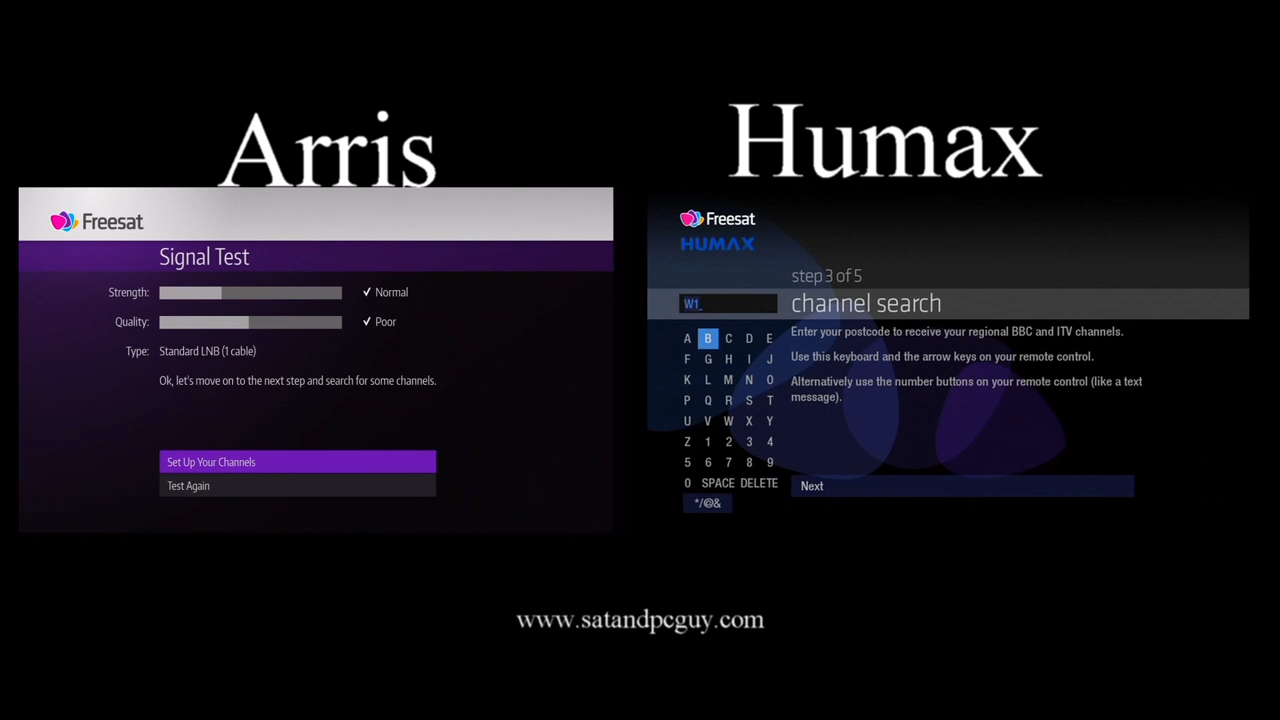 Arris
Humax
Freesat
Signal Test
Strength: ✓ Normal
Quality: ✓ Poor
Type: Standard LNB (1 cable)
Ok, let's move on to the next step and search for some channels.
Set Up Your Channels
Test Again
Freesat
HUMAX
step 3 of 5
W1_
channel search
Enter your postcode to receive your regional BBC and ITV channels.
Use this keyboard and the arrow keys on your remote control.
Alternatively use the number buttons on your remote control (like a text
message).
A B C D E
F G H I J
K L M N O
P Q R S T
U V W X Y
Z 1 2 3 4
5 6 7 8 9
0 SPACE DELETE
*/@&
Next
www.satandpcguy.com